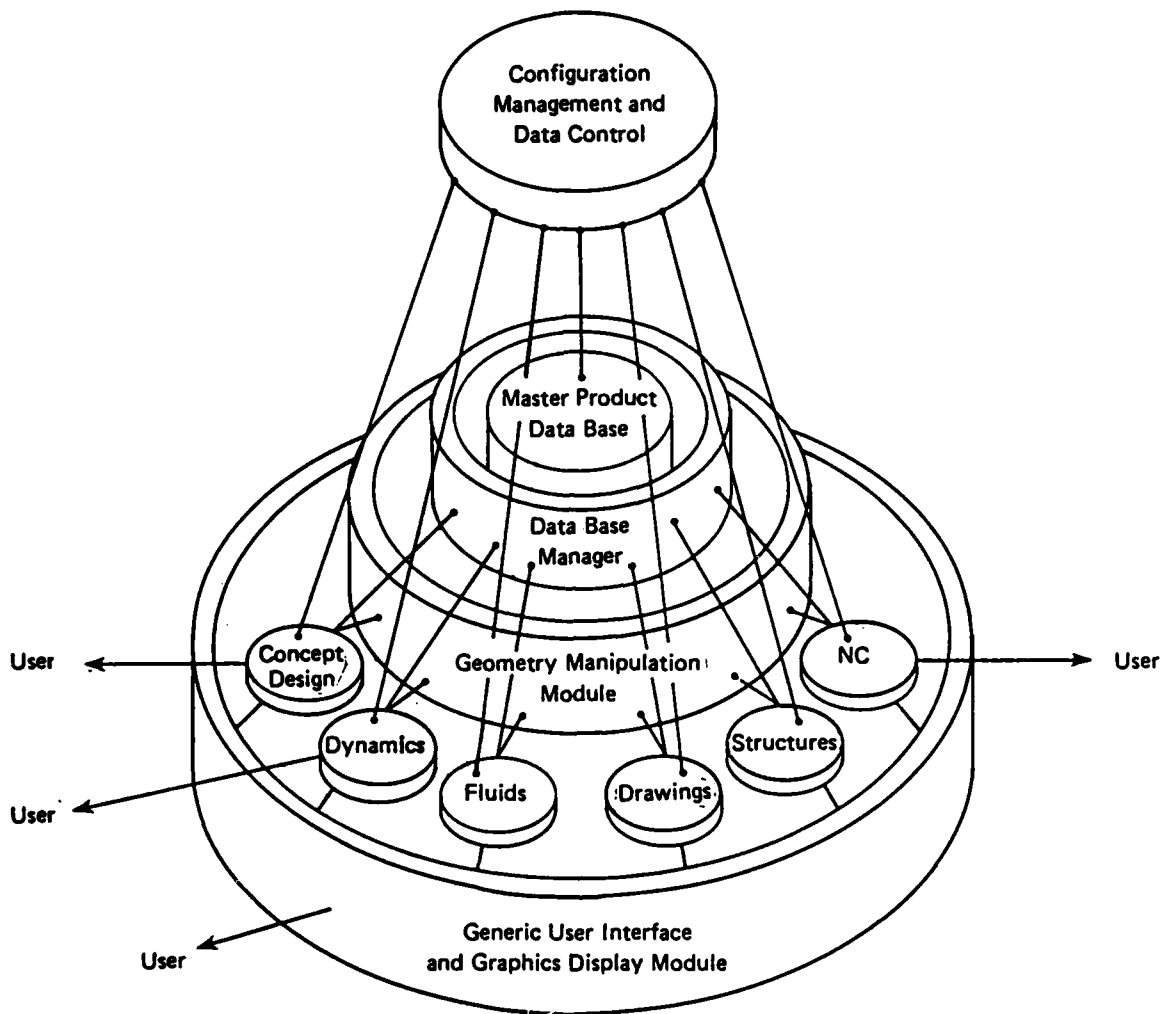 Configuration
Management and
Data Control
Master Product
Data Base
Data Base
Manager
Geometry Manipulation
Module
Concept
Design
Dynamics
Fluids
Drawings
Structures
NC
User
User
User
User
Generic User Interface
and Graphics Display Module